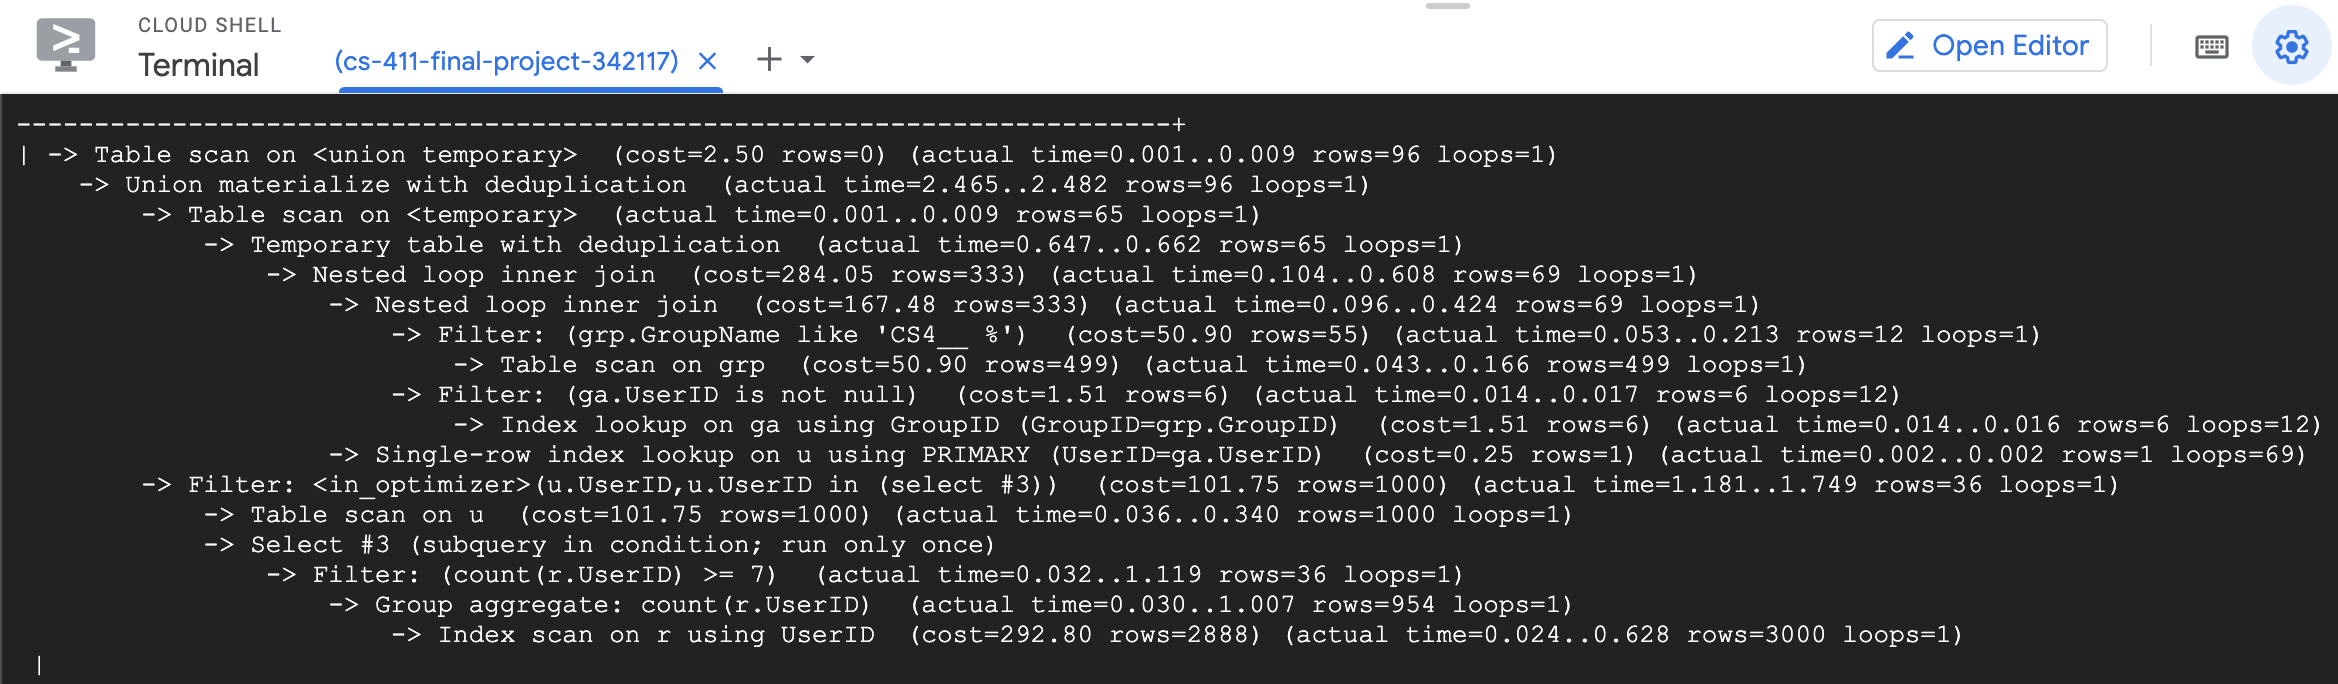 CLOUD SHELL
Terminal
(cs-411-final-project-342117)
Open Editor
--------------------------------------------------------------------------+
| -> Table scan on <union temporary>  (cost=2.50 rows=0) (actual time=0.001..0.009 rows=96 loops=1)
    -> Union materialize with deduplication  (actual time=2.465..2.482 rows=96 loops=1)
        -> Table scan on <temporary>  (actual time=0.001..0.009 rows=65 loops=1)
            -> Temporary table with deduplication  (actual time=0.647..0.662 rows=65 loops=1)
                -> Nested loop inner join  (cost=284.05 rows=333) (actual time=0.104..0.608 rows=69 loops=1)
                    -> Nested loop inner join  (cost=167.48 rows=333) (actual time=0.096..0.424 rows=69 loops=1)
                        -> Filter: (grp.GroupName like 'CS4__ %')  (cost=50.90 rows=55) (actual time=0.053..0.213 rows=12 loops=1)
                            -> Table scan on grp  (cost=50.90 rows=499) (actual time=0.043..0.166 rows=499 loops=1)
                        -> Filter: (ga.UserID is not null)  (cost=1.51 rows=6) (actual time=0.014..0.017 rows=6 loops=12)
                            -> Index lookup on ga using GroupID (GroupID=grp.GroupID)  (cost=1.51 rows=6) (actual time=0.014..0.016 rows=6 loops=12)
                    -> Single-row index lookup on u using PRIMARY (UserID=ga.UserID)  (cost=0.25 rows=1) (actual time=0.002..0.002 rows=1 loops=69)
        -> Filter: <in_optimizer>(u.UserID,u.UserID in (select #3))  (cost=101.75 rows=1000) (actual time=1.181..1.749 rows=36 loops=1)
            -> Table scan on u  (cost=101.75 rows=1000) (actual time=0.036..0.340 rows=1000 loops=1)
            -> Select #3 (subquery in condition; run only once)
                -> Filter: (count(r.UserID) >= 7)  (actual time=0.032..1.119 rows=36 loops=1)
                    -> Group aggregate: count(r.UserID)  (actual time=0.030..1.007 rows=954 loops=1)
                        -> Index scan on r using UserID  (cost=292.80 rows=2888) (actual time=0.024..0.628 rows=3000 loops=1)
 |